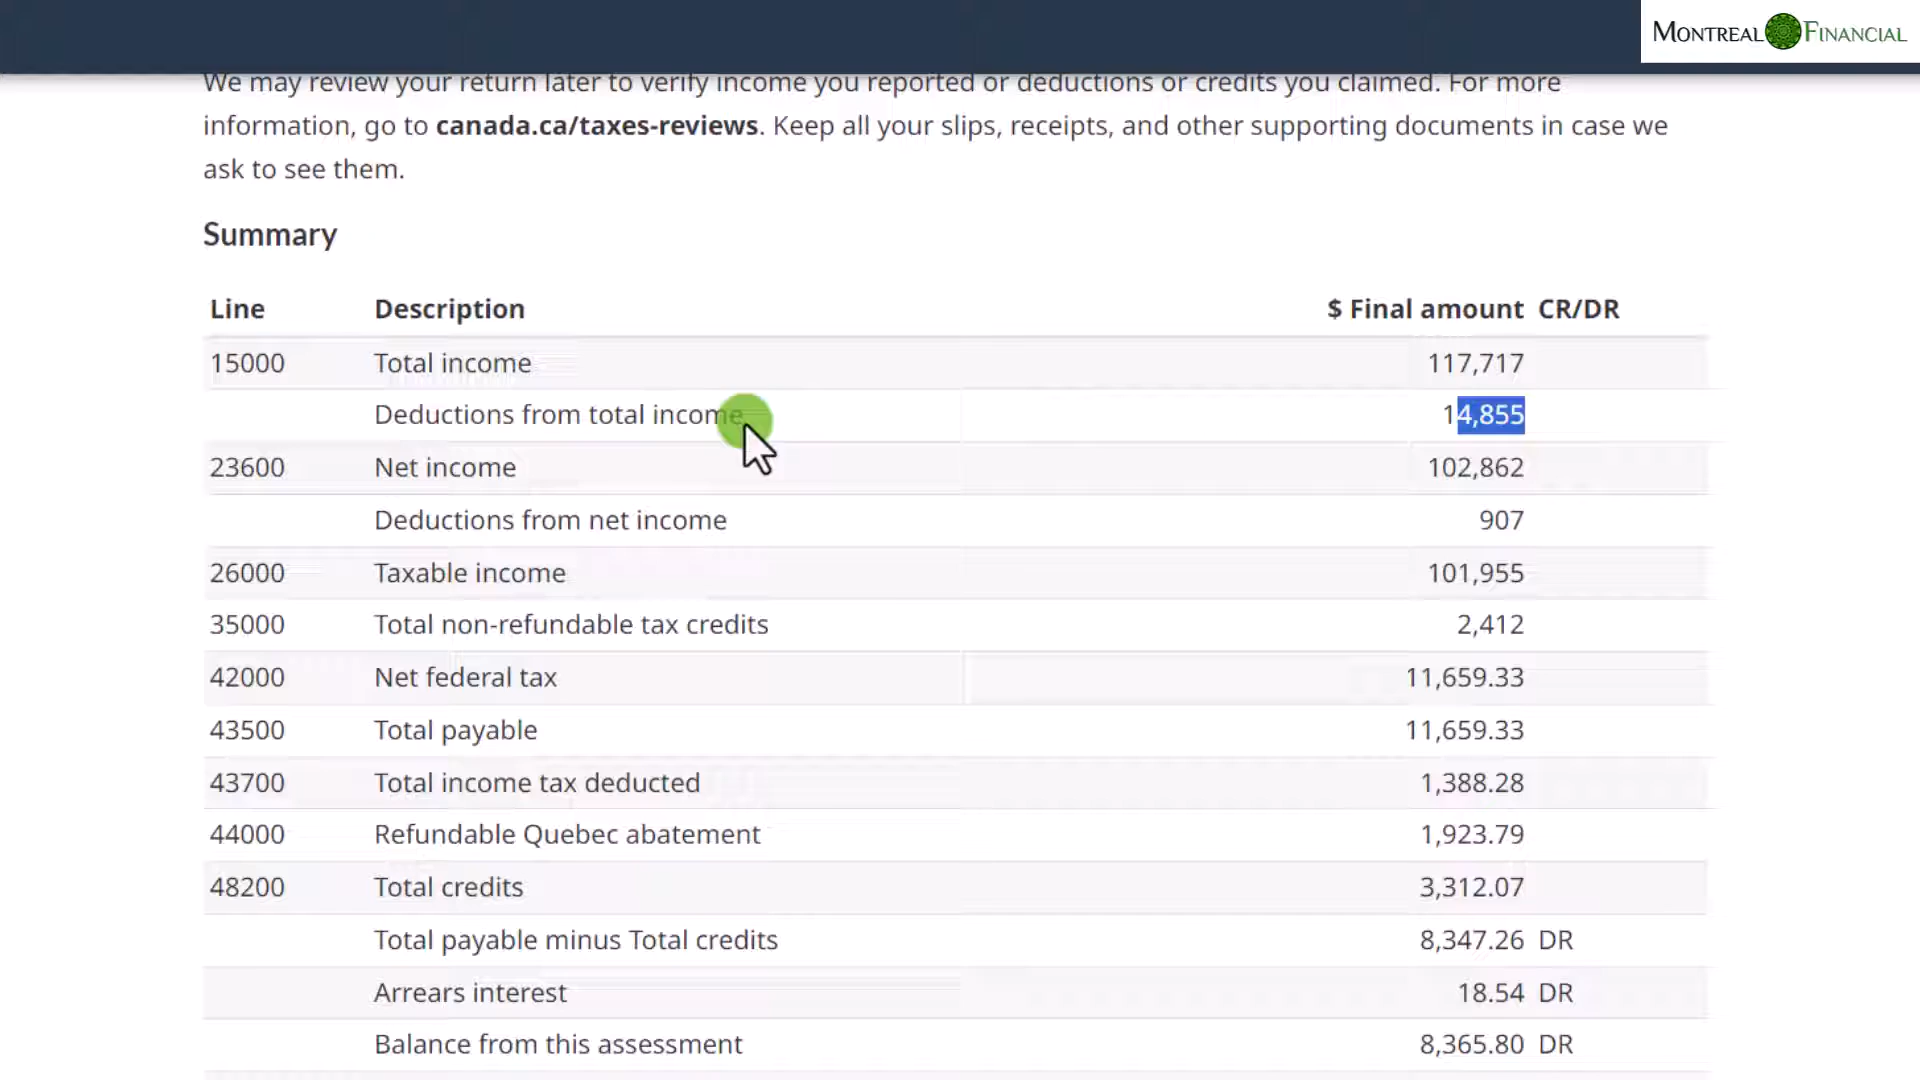 MONTREAL FINANCIAL
We may review your return later to verify income you reported or deductions or credits you claimed. For more
information, go to canada.ca/taxes-reviews. Keep all your slips, receipts, and other supporting documents in case we
ask to see them.
Summary
Line Description $ Final amount CR/DR
15000 Total income 117,717
Deductions from total income 14,855
23600 Net income 102,862
Deductions from net income 907
26000 Taxable income 101,955
35000 Total non-refundable tax credits 2,412
42000 Net federal tax 11,659.33
43500 Total payable 11,659.33
43700 Total income tax deducted 1,388.28
44000 Refundable Quebec abatement 1,923.79
48200 Total credits 3,312.07
Total payable minus Total credits 8,347.26 DR
Arrears interest 18.54 DR
Balance from this assessment 8,365.80 DR